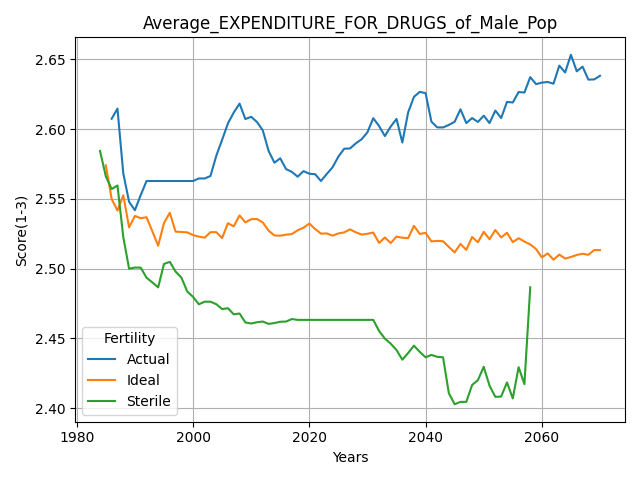 Average_EXPENDITURE_FOR_DRUGS_of_Male_Pop
Score(1-3)
2.65
2.60
2.55
2.50
2.45
2.40
Fertility
Actual
Ideal
Sterile
1980 2000 2020 2040 2060
Years